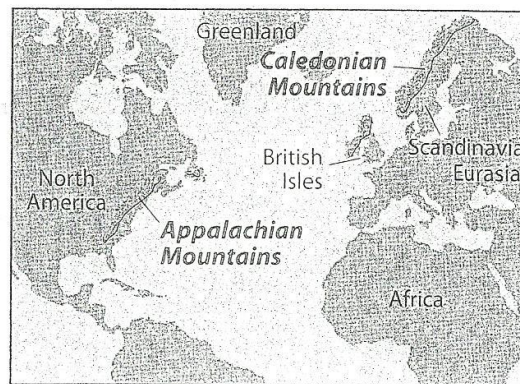 Greenland
Caledonian
Mountains
British
Isles
Scandinavia
Eurasia
North
America
Appalachian
Mountains
Africa